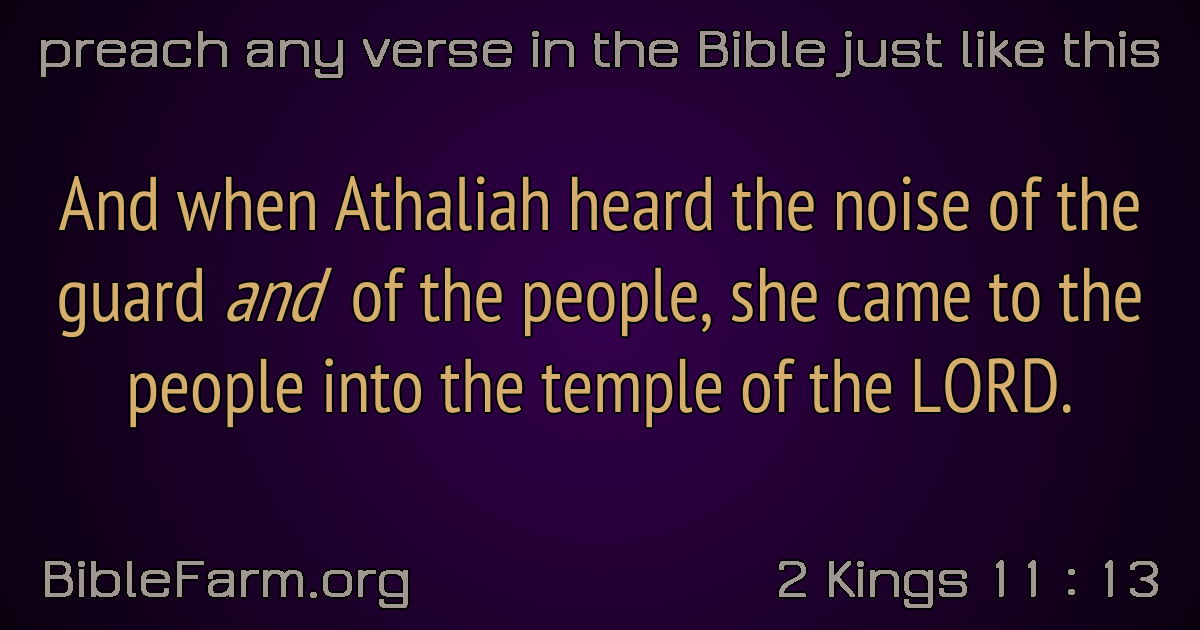 preach any verse in the Bible just like this
And when Athaliah heard the noise of the
guard and of the people, she came to the
people into the temple of the LORD.
BibleFarm.org
2 Kings 11 : 13